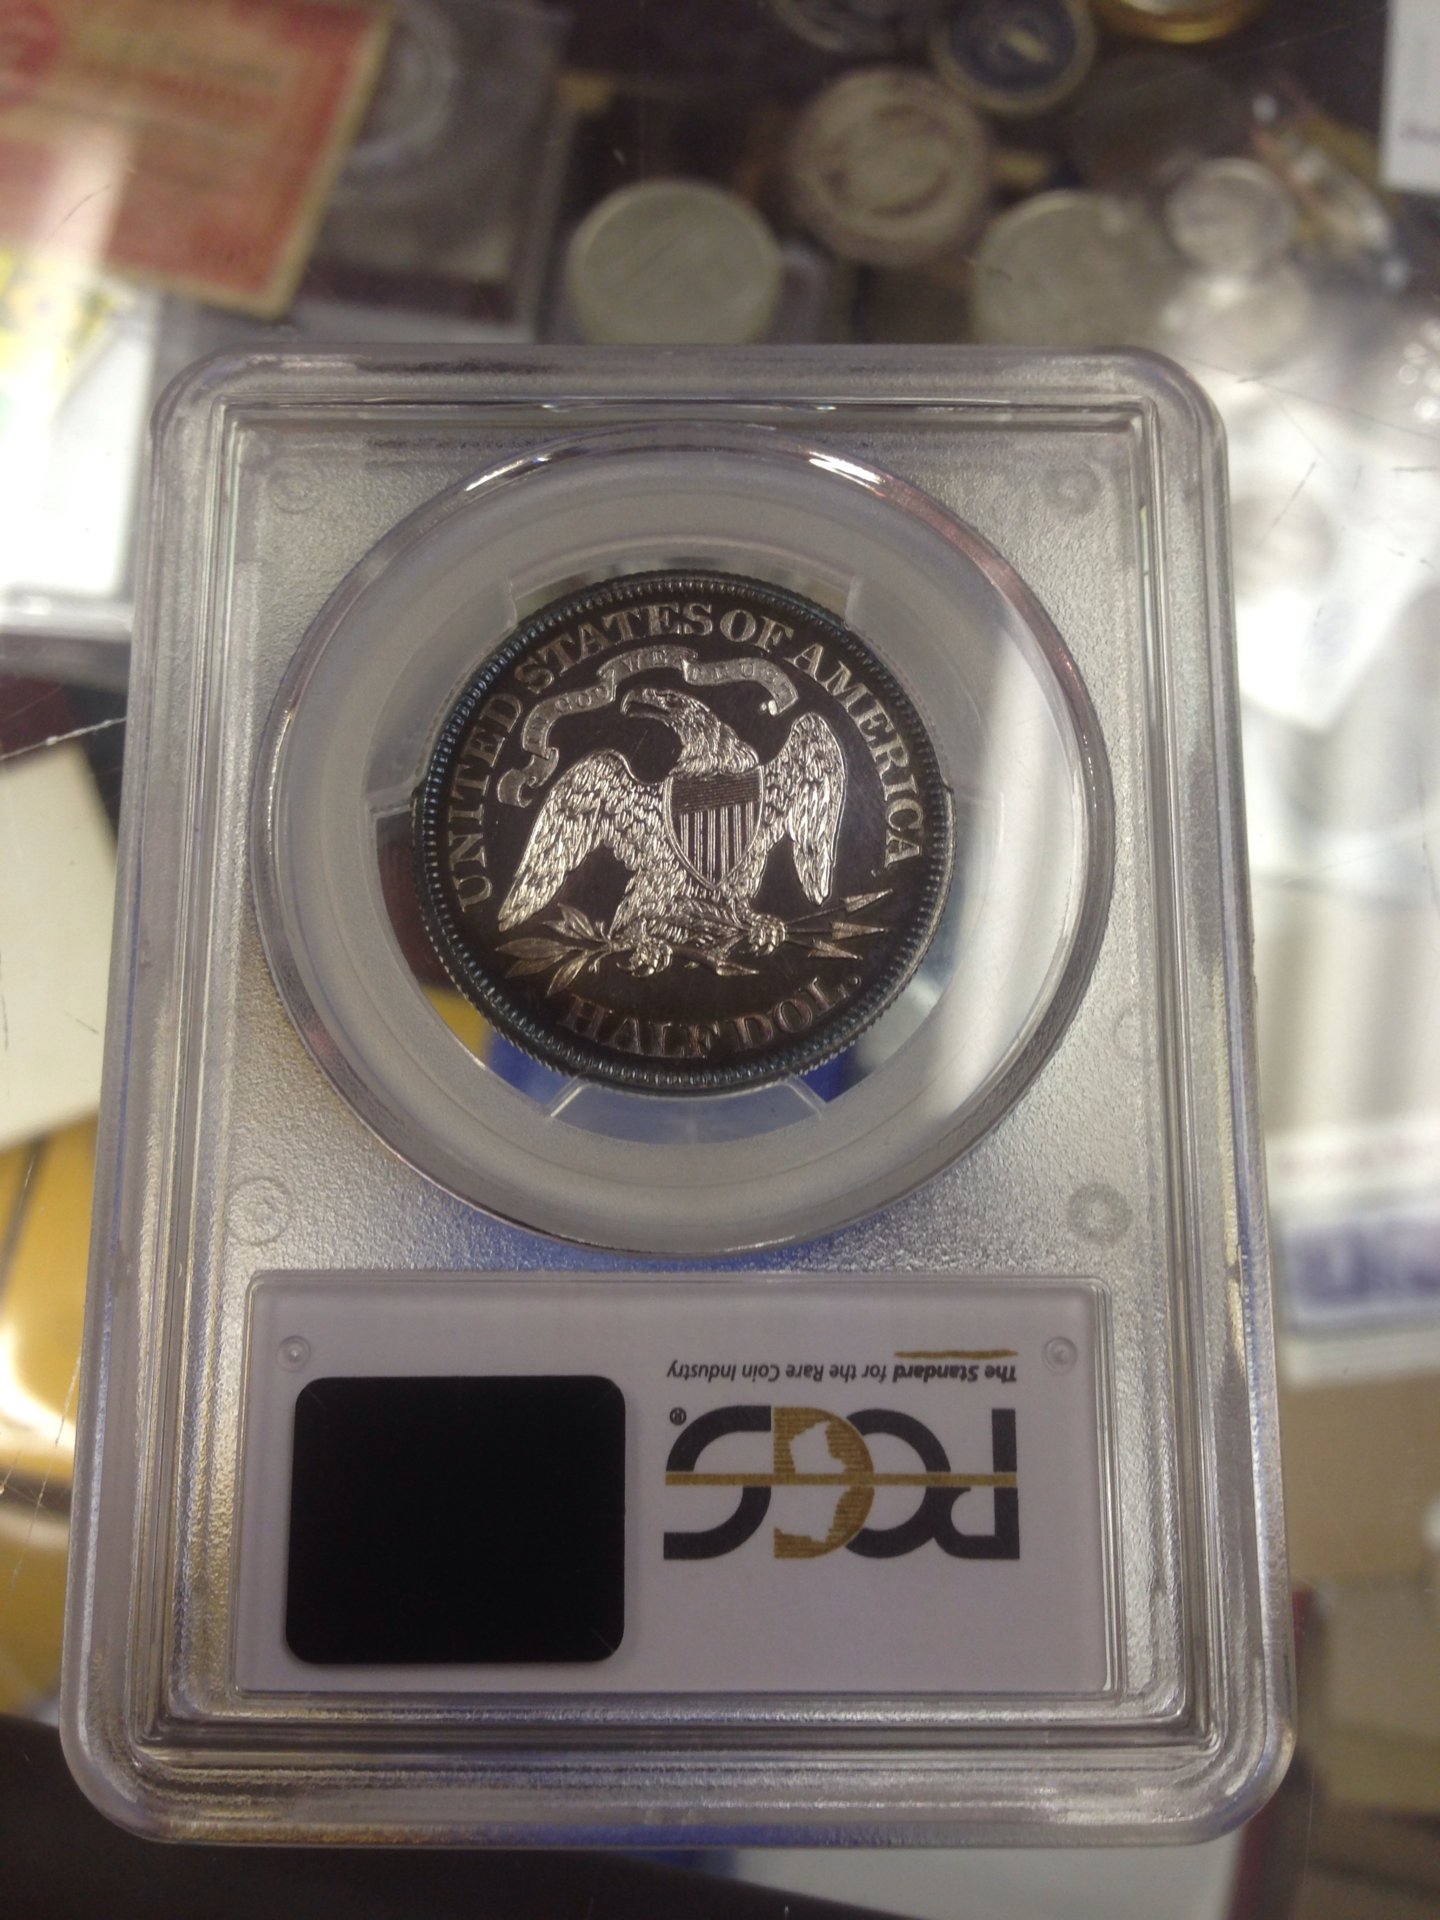 UNITED STATES OF AMERICA
IN GOD WE TRUST
HALF DOL.
PCGS®
The Standard for the Rare Coin Industry